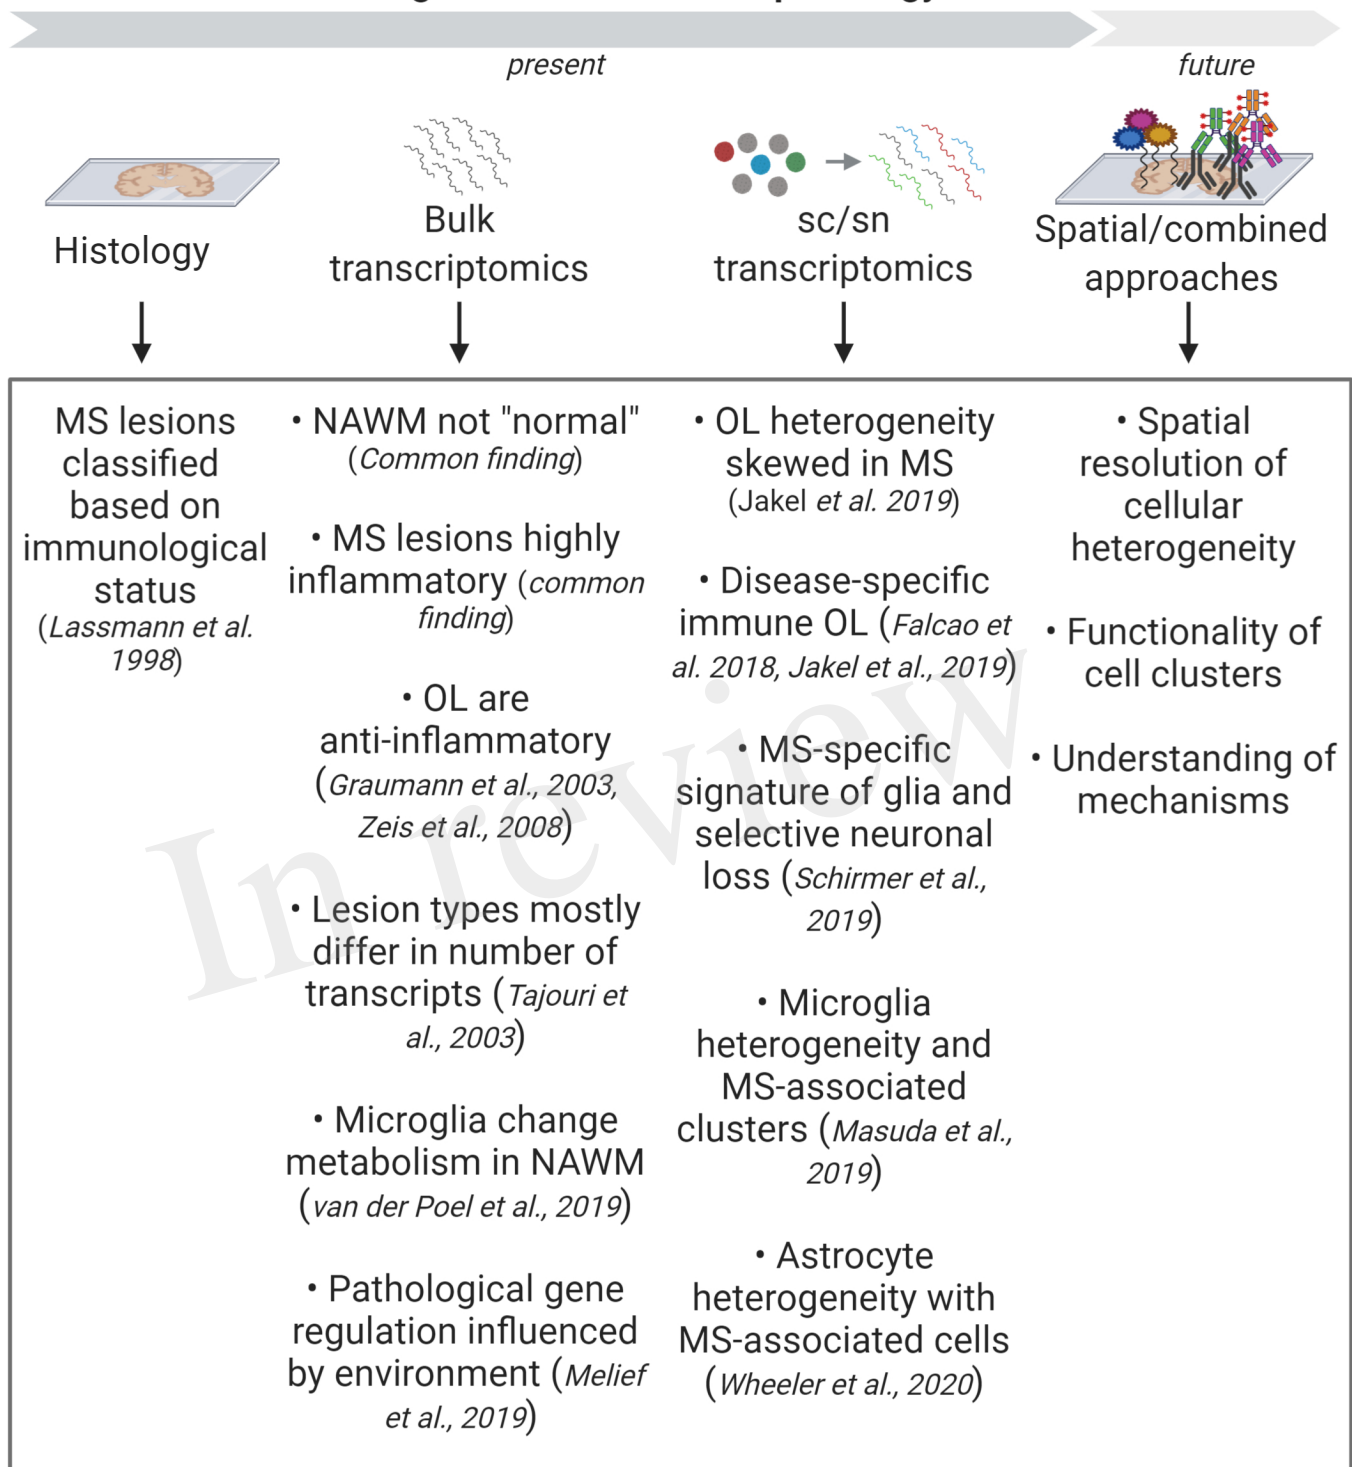 present
future
Histology
Bulk
transcriptomics
sc/sn
transcriptomics
Spatial/combined
approaches
MS lesions
classified
based on
immunological
status
(Lassmann et al.
1998)
• NAWM not "normal"
(Common finding)
• MS lesions highly
inflammatory (common
finding)
• OL are
anti-inflammatory
(Graumann et al., 2003,
Zeis et al., 2008)
• Lesion types mostly
differ in number of
transcripts (Tajouri et
al., 2003)
• Microglia change
metabolism in NAWM
(van der Poel et al., 2019)
• Pathological gene
regulation influenced
by environment (Melief
et al., 2019)
• OL heterogeneity
skewed in MS
(Jakel et al. 2019)
• Disease-specific
immune OL (Falcao et
al. 2018, Jakel et al., 2019)
• MS-specific
signature of glia and
selective neuronal
loss (Schirmer et al.,
2019)
• Microglia
heterogeneity and
MS-associated
clusters (Masuda et al.,
2019)
• Astrocyte
heterogeneity with
MS-associated cells
(Wheeler et al., 2020)
• Spatial
resolution of
cellular
heterogeneity
• Functionality of
cell clusters
• Understanding of
mechanisms
In review